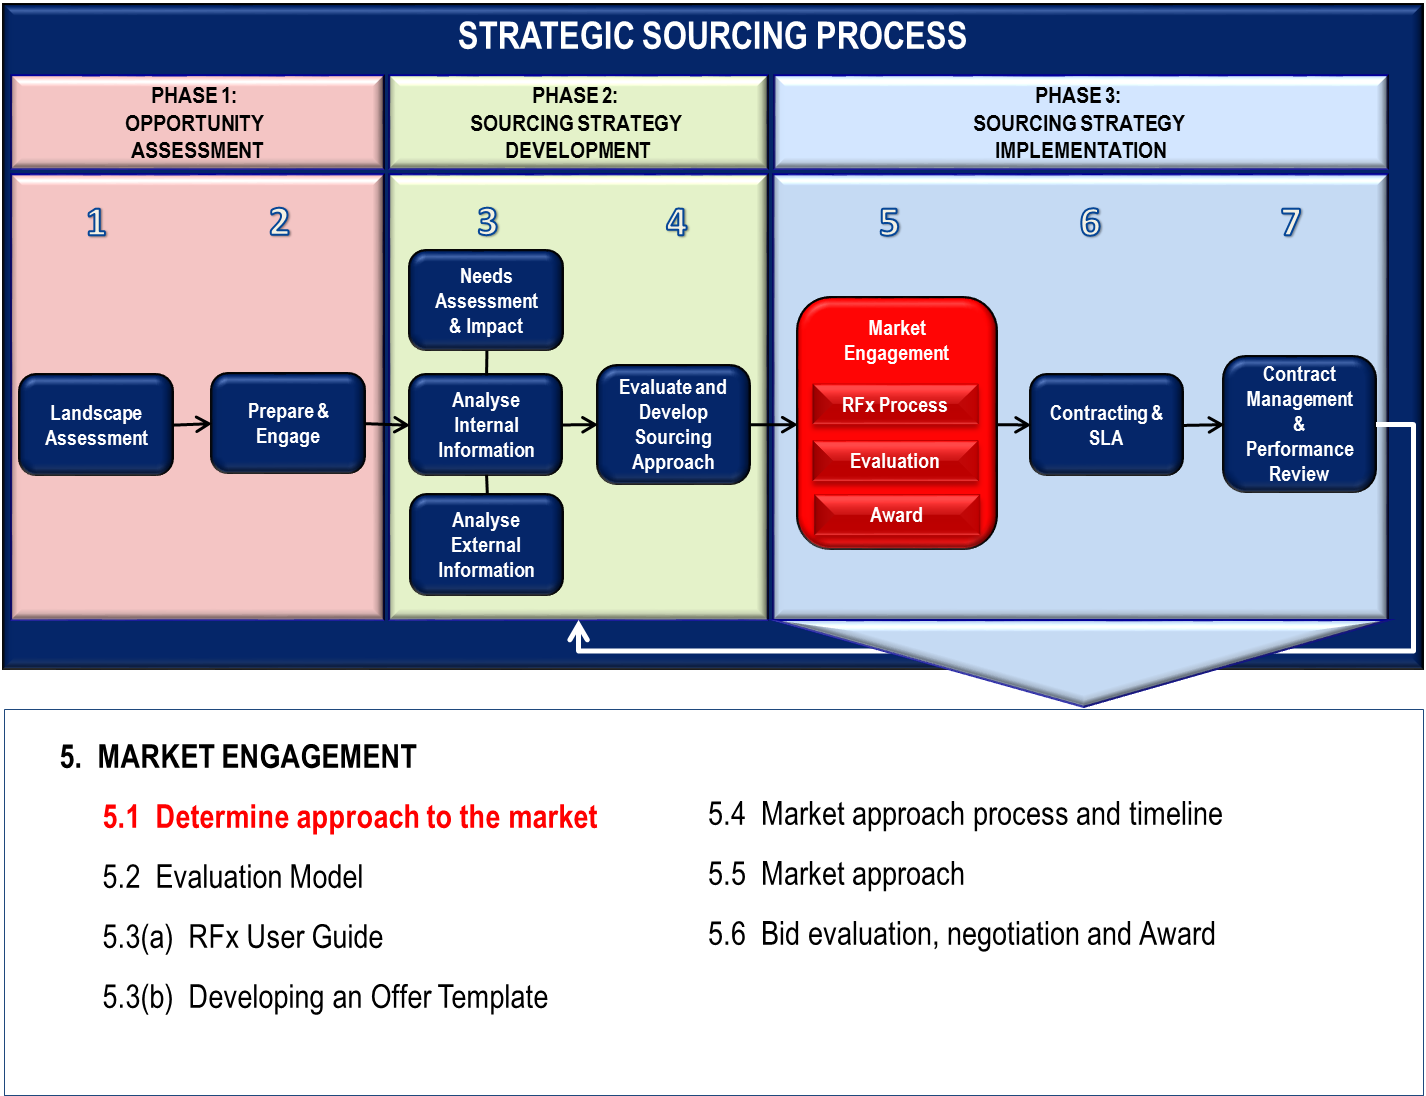 STRATEGIC SOURCING PROCESS
PHASE 1:
OPPORTUNITY
ASSESSMENT
PHASE 2:
SOURCING STRATEGY
DEVELOPMENT
PHASE 3:
SOURCING STRATEGY
IMPLEMENTATION
1
2
3
4
5
6
7
Landscape
Assessment
Prepare &
Engage
Needs
Assessment
& Impact
Analyse
Internal
Information
Analyse
External
Information
Evaluate and
Develop
Sourcing
Approach
Market
Engagement
RFx Process
Evaluation
Award
Contracting &
SLA
Contract
Management
&
Performance
Review
5. MARKET ENGAGEMENT
5.1 Determine approach to the market
5.2 Evaluation Model
5.3(a) RFx User Guide
5.3(b) Developing an Offer Template
5.4 Market approach process and timeline
5.5 Market approach
5.6 Bid evaluation, negotiation and Award